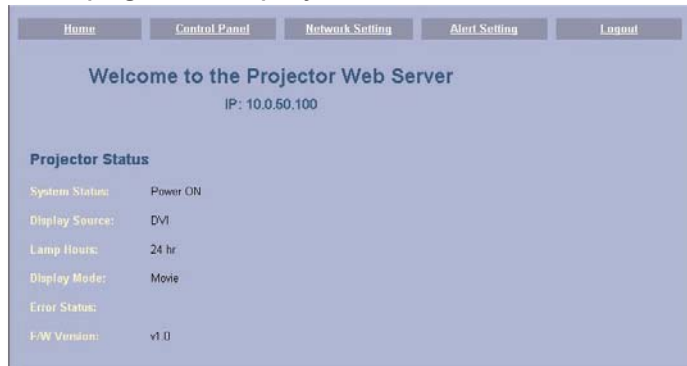 Home Control Panel Network Setting Alert Setting Logout
Welcome to the Projector Web Server
IP: 10.0.50.100
Projector Status
System Status: Power ON
Display Source: DVI
Lamp Hours: 24 hr
Display Mode: Movie
Error Status:
F/W Version: v1.0